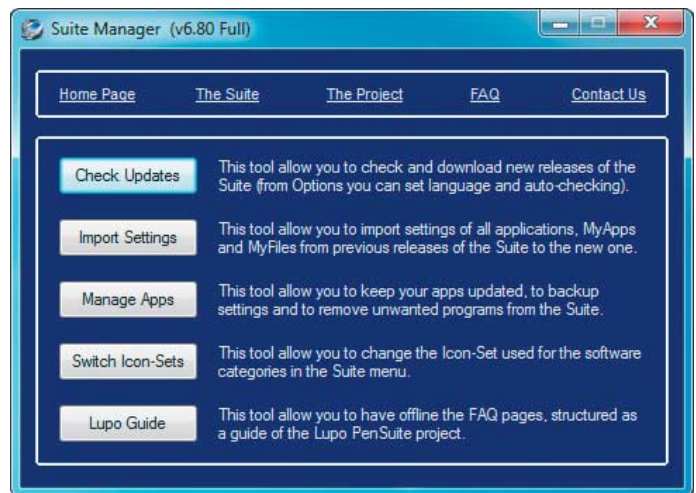 Suite Manager (v6.80 Full)
Home Page The Suite The Project FAQ Contact Us
Check Updates
This tool allow you to check and download new releases of the
Suite (from Options you can set language and auto-checking).
Import Settings
This tool allow you to import settings of all applications, MyApps
and MyFiles from previous releases of the Suite to the new one.
Manage Apps
This tool allow you to keep your apps updated, to backup
settings and to remove unwanted programs from the Suite.
Switch Icon-Sets
This tool allow you to change the Icon-Set used for the software
categories in the Suite menu.
Lupo Guide
This tool allow you to have offline the FAQ pages, structured as
a guide of the Lupo PenSuite project.